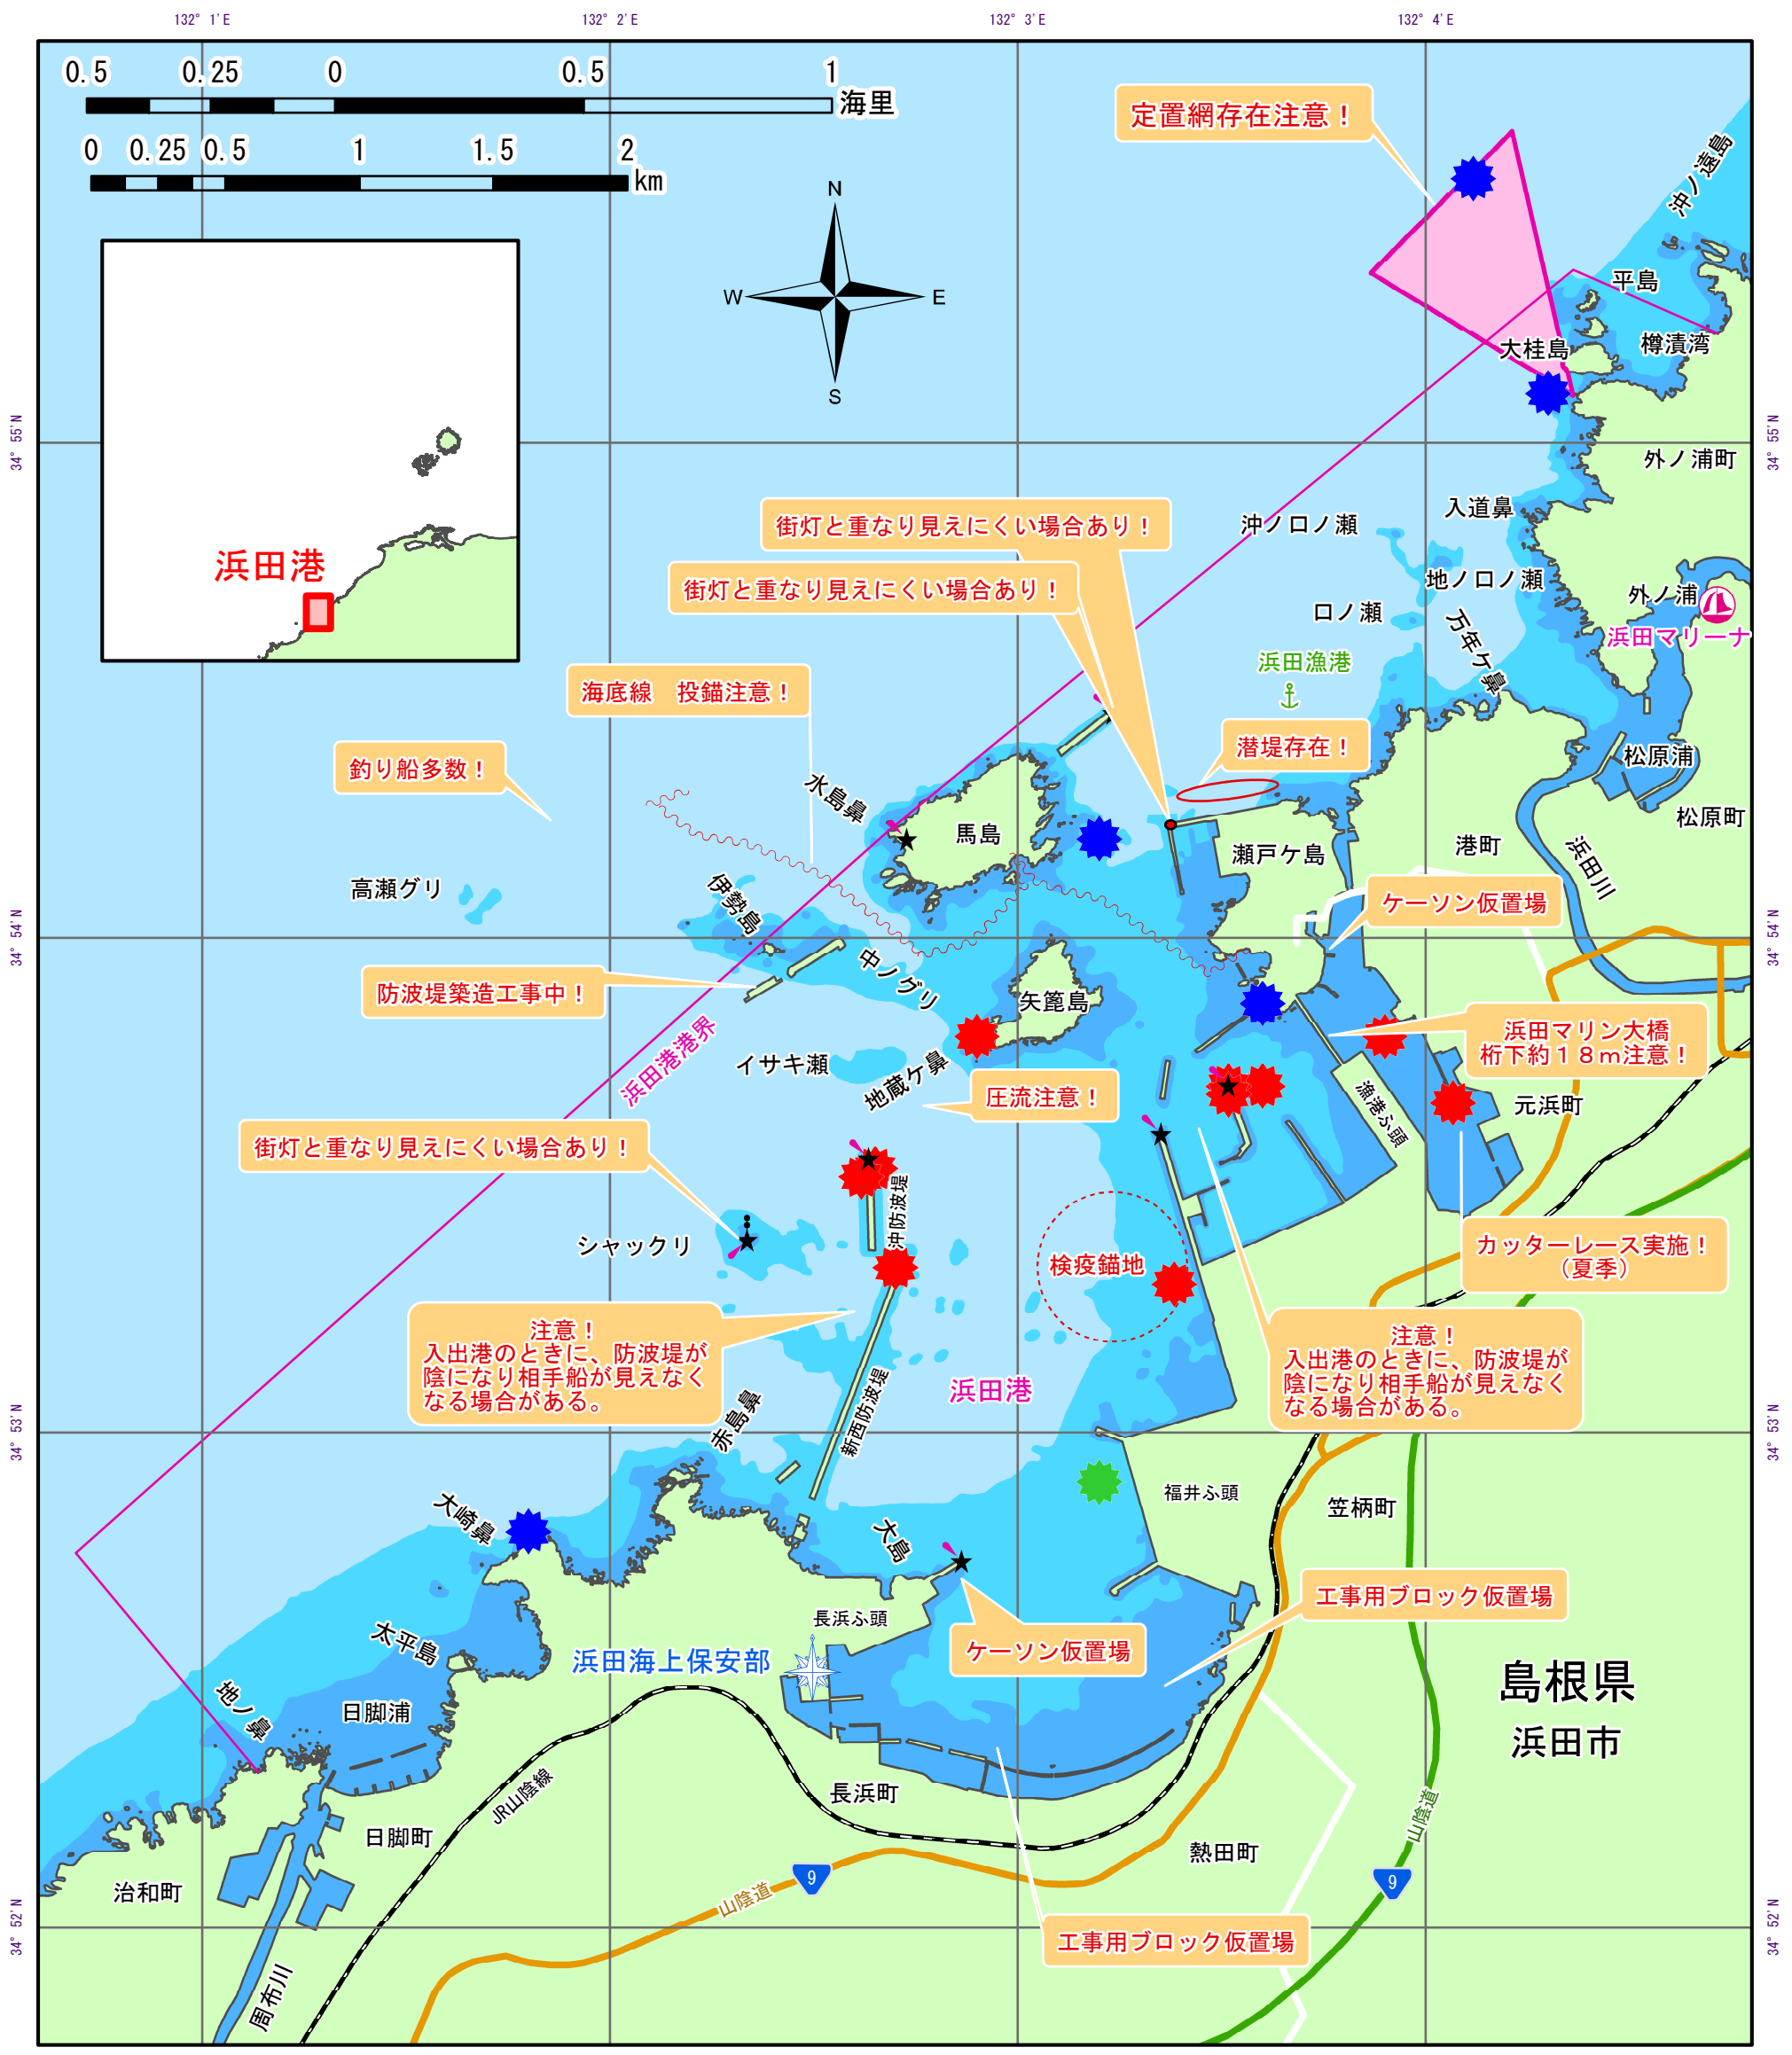 132° 1'E
132° 2'E
132° 3'E
132° 4'E
0.5 0.25 0 0.5 1
海里
0 0.25 0.5 1 1.5 2
km
N
W
E
S
定置網存在注意！
沖ノ遠島
平島
樽漬湾
大桂島
34° 55'N
34° 55'N
外ノ浦町
入道鼻
街灯と重なり見えにくい場合あり！
沖ノロノ瀬
浜田港
街灯と重なり見えにくい場合あり！
地ノロノ瀬
外ノ浦
ロノ瀬
浜田マリーナ
万年ケ鼻
浜田漁港
海底線　投錨注意！
潜堤存在！
釣り船多数！
松原浦
水島鼻
馬島
瀬戸ケ島
港町
松原町
浜田川
高瀬グリ
伊勢島
ケーソン仮置場
34° 54'N
34° 54'N
中ノグリ
防波堤築造工事中！
矢箆島
浜田マリン大橋
桁下約１８ｍ注意！
浜田港港界
イサキ瀬
地蔵ケ鼻
圧流注意！
漁港ふ頭
元浜町
街灯と重なり見えにくい場合あり！
沖防波堤
シャックリ
検疫錨地
カッターレース実施！
（夏季）
注意！
入出港のときに、防波堤が
陰になり相手船が見えなく
なる場合がある。
注意！
入出港のときに、防波堤が
陰になり相手船が見えなく
なる場合がある。
新西防波堤
浜田港
赤島鼻
34° 53'N
34° 53'N
福井ふ頭
笠柄町
大崎鼻
大島
工事用ブロック仮置場
長浜ふ頭
太平島
ケーソン仮置場
浜田海上保安部
島根県
浜田市
地ノ鼻
日脚浦
JR山陰線
長浜町
山陰道
日脚町
熱田町
9
9
治和町
山陰道
34° 52'N
34° 52'N
工事用ブロック仮置場
周布川